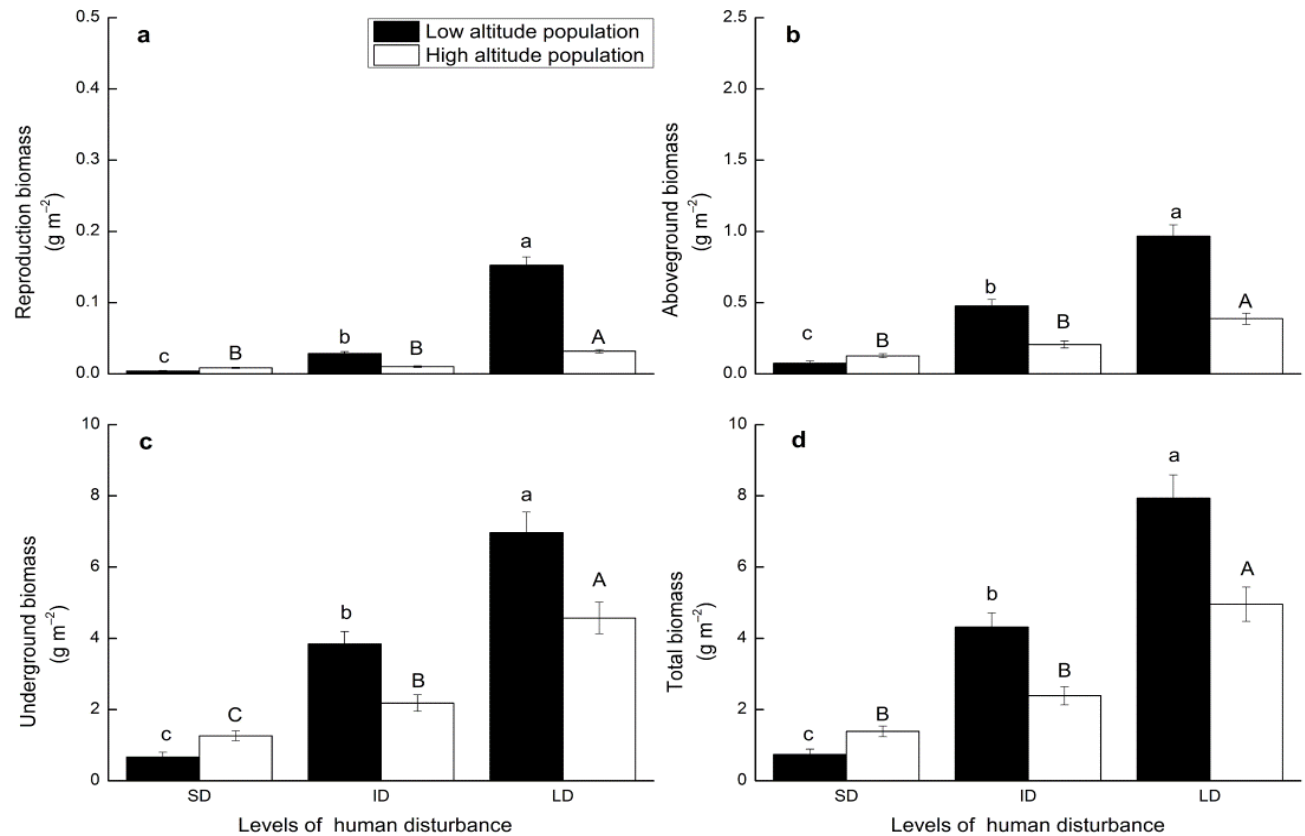 a
Low altitude population
High altitude population
0.5
0.4
0.3
0.2
0.1
0.0
Reproduction biomass
(g m⁻²)
c
B
b
B
a
A
b
2.5
2.0
1.5
1.0
0.5
0.0
Aboveground biomass
(g m⁻²)
c
B
b
B
a
A
c
10
8
6
4
2
0
Underground biomass
(g m⁻²)
c
C
b
B
a
A
SD
ID
LD
Levels of human disturbance
d
10
8
6
4
2
0
Total biomass
(g m⁻²)
c
B
b
B
a
A
SD
ID
LD
Levels of human disturbance